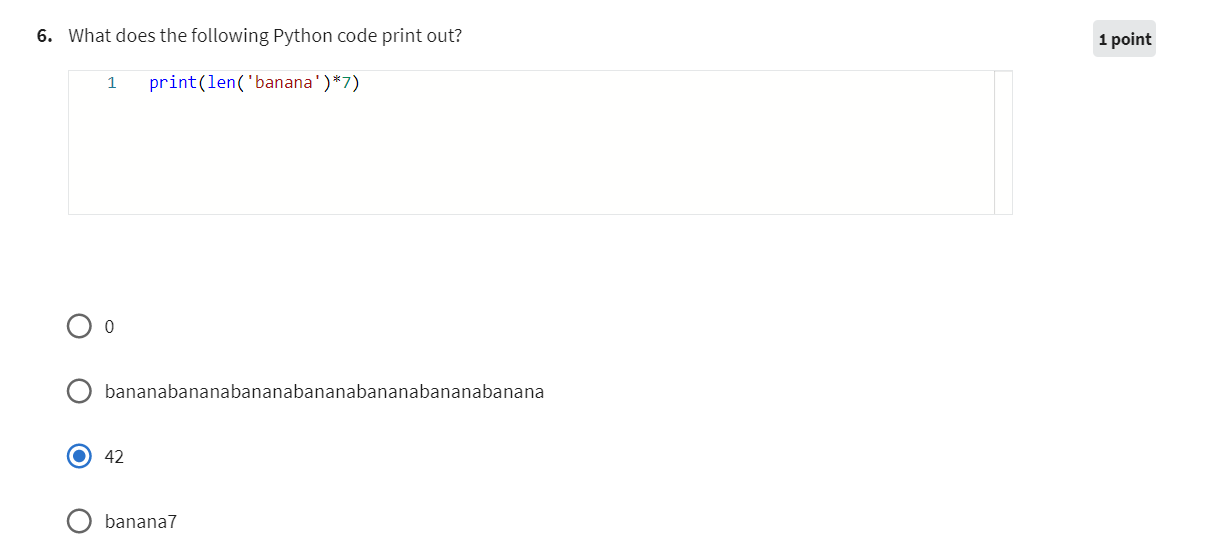 6. What does the following Python code print out?
1 point
1 print(len('banana')*7)
0
bananabananabananabananabananabananabanana
42
banana7